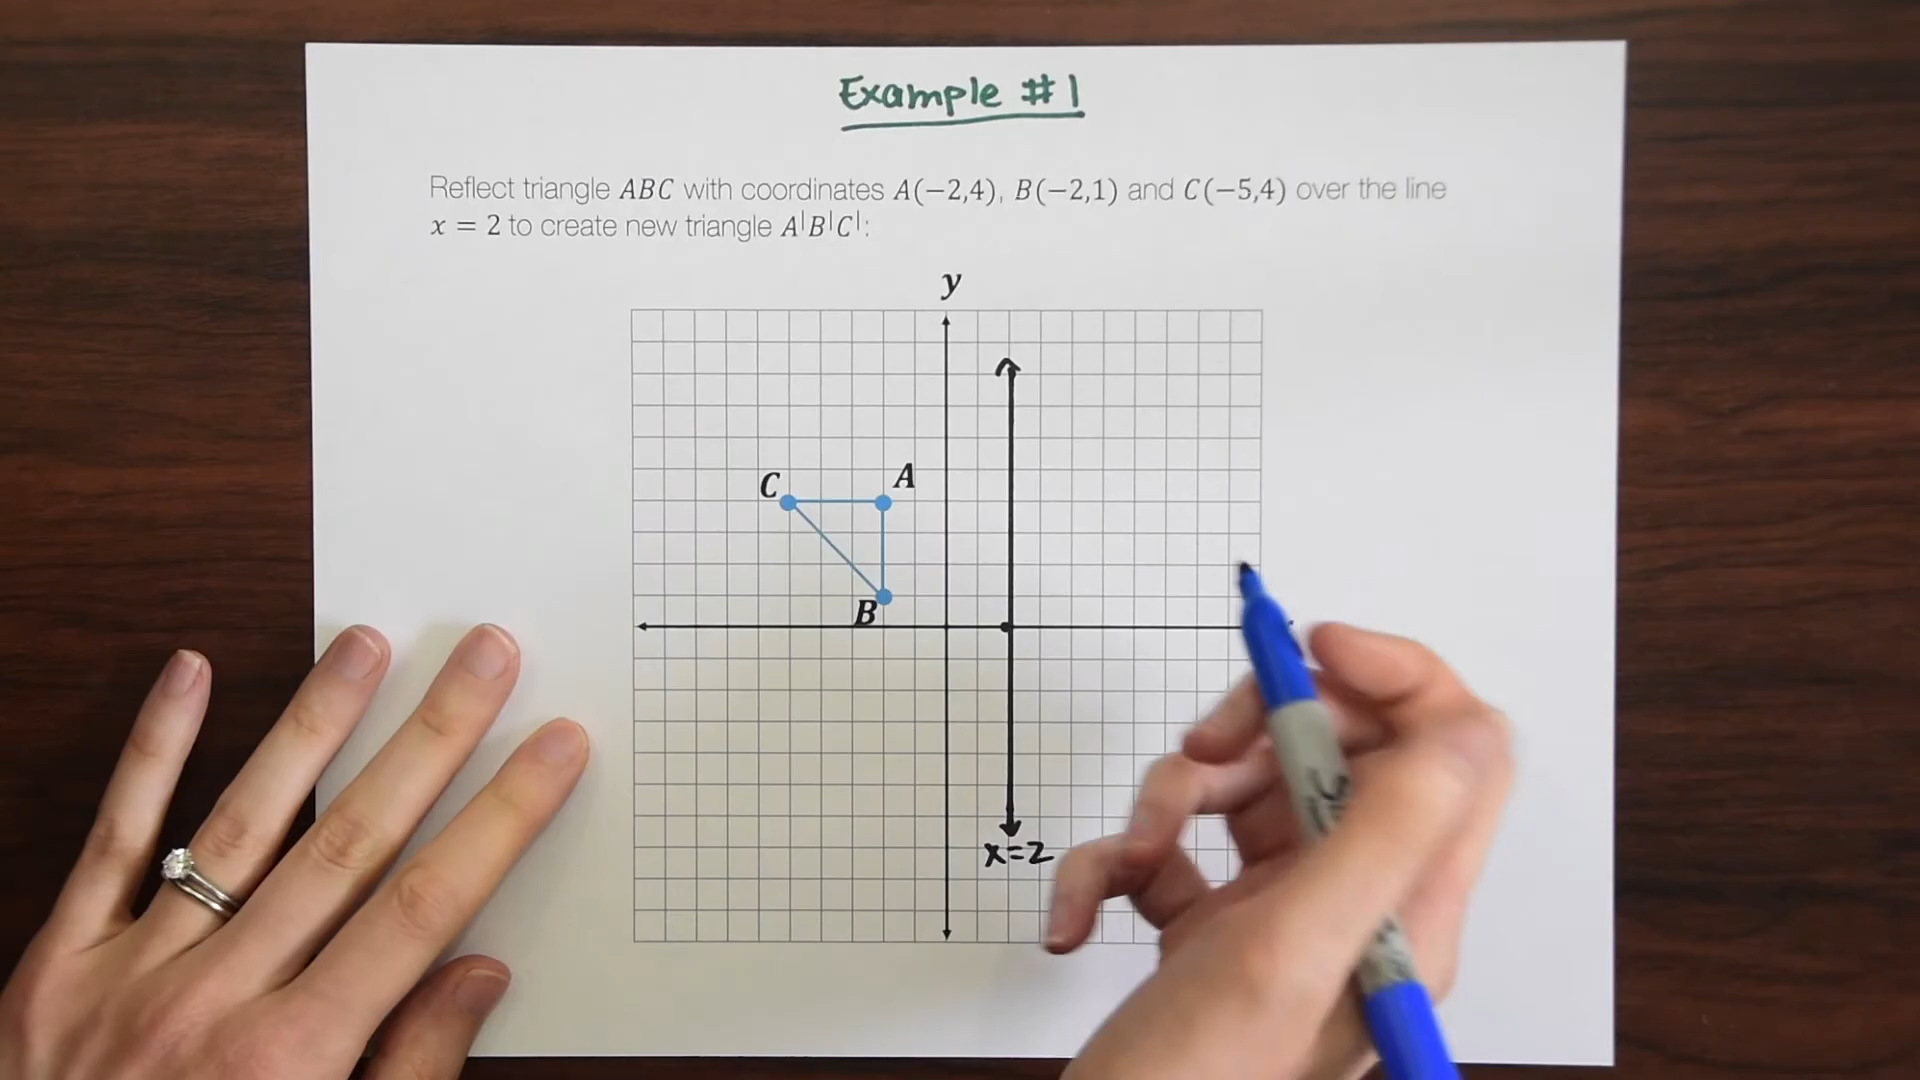 Example #1
Reflect triangle ABC with coordinates A(−2,4), B(−2,1) and C(−5,4) over the line
x = 2 to create new triangle A|B|C|:
y
C
A
B
x=2